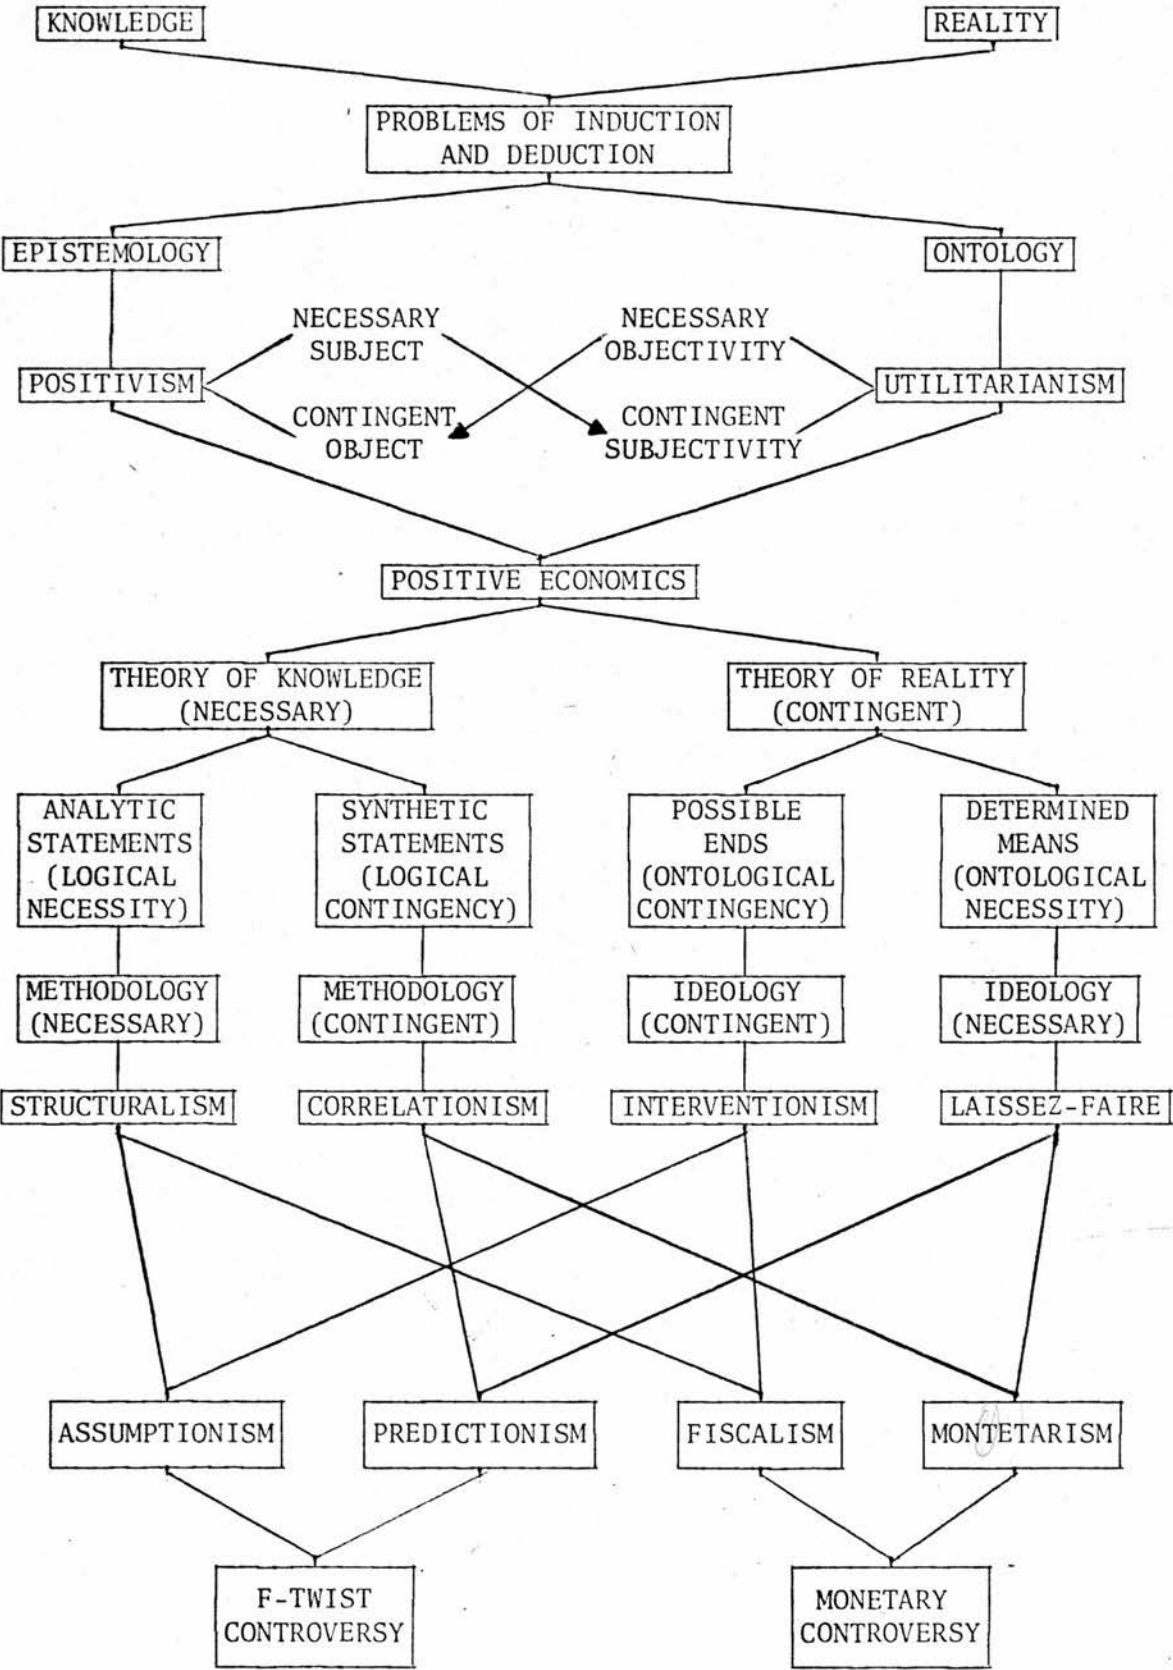 KNOWLEDGE
REALITY
PROBLEMS OF INDUCTION
AND DEDUCTION
EPISTEMOLOGY
ONTOLOGY
NECESSARY
SUBJECT
NECESSARY
OBJECTIVITY
POSITIVISM
UTILITARIANISM
CONTINGENT
OBJECT
CONTINGENT
SUBJECTIVITY
POSITIVE ECONOMICS
THEORY OF KNOWLEDGE
(NECESSARY)
THEORY OF REALITY
(CONTINGENT)
ANALYTIC
STATEMENTS
(LOGICAL
NECESSITY)
SYNTHETIC
STATEMENTS
(LOGICAL
CONTINGENCY)
POSSIBLE
ENDS
(ONTOLOGICAL
CONTINGENCY)
DETERMINED
MEANS
(ONTOLOGICAL
NECESSITY)
METHODOLOGY
(NECESSARY)
METHODOLOGY
(CONTINGENT)
IDEOLOGY
(CONTINGENT)
IDEOLOGY
(NECESSARY)
STRUCTURALISM
CORRELATIONISM
INTERVENTIONISM
LAISSEZ-FAIRE
ASSUMPTIONISM
PREDICTIONISM
FISCALISM
MONTETARISM
F-TWIST
CONTROVERSY
MONETARY
CONTROVERSY